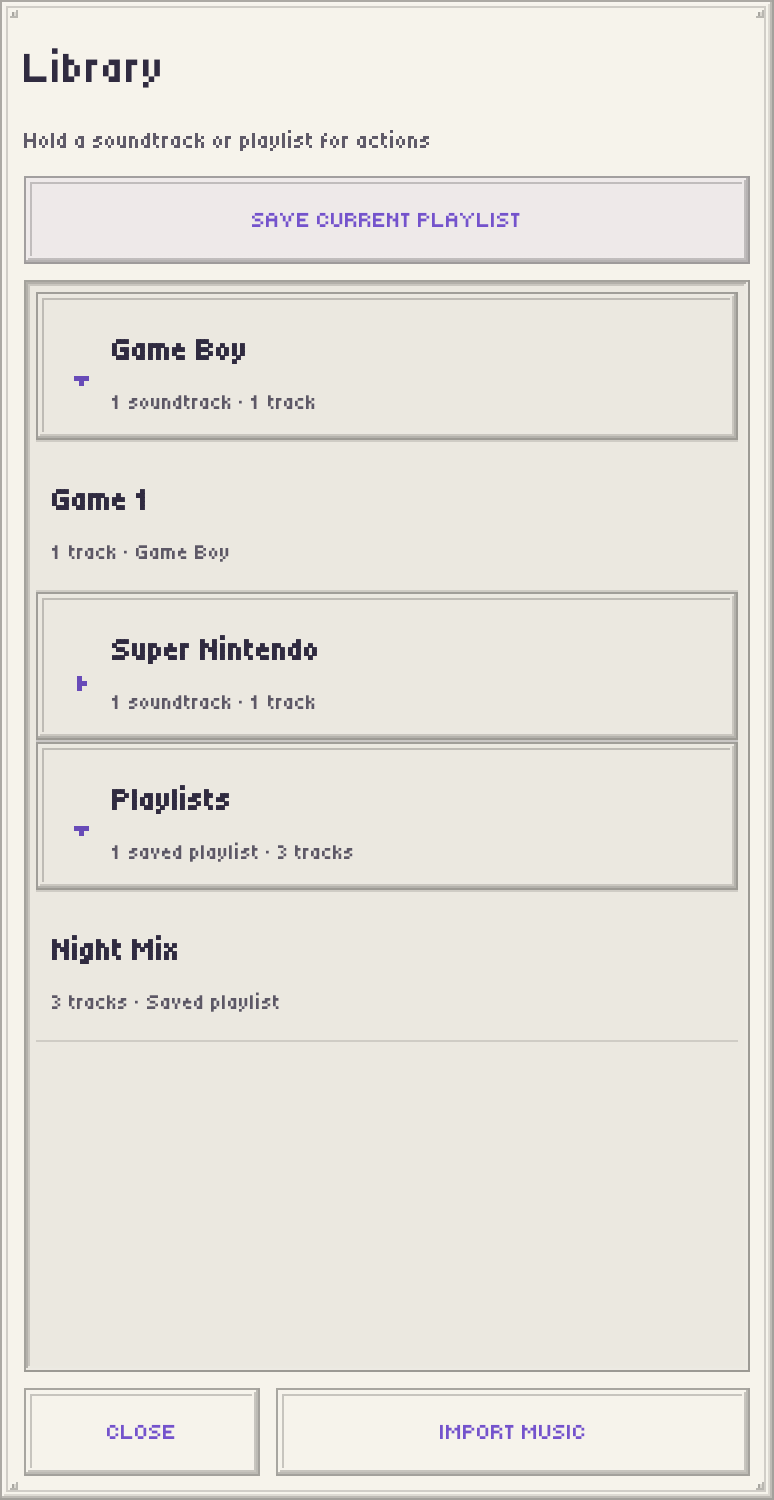 Library
Hold a soundtrack or playlist for actions
SAVE CURRENT PLAYLIST
Game Boy
1 soundtrack · 1 track
Game 1
1 track · Game Boy
Super Nintendo
1 soundtrack · 1 track
Playlists
1 saved playlist · 3 tracks
Night Mix
3 tracks · Saved playlist
CLOSE
IMPORT MUSIC